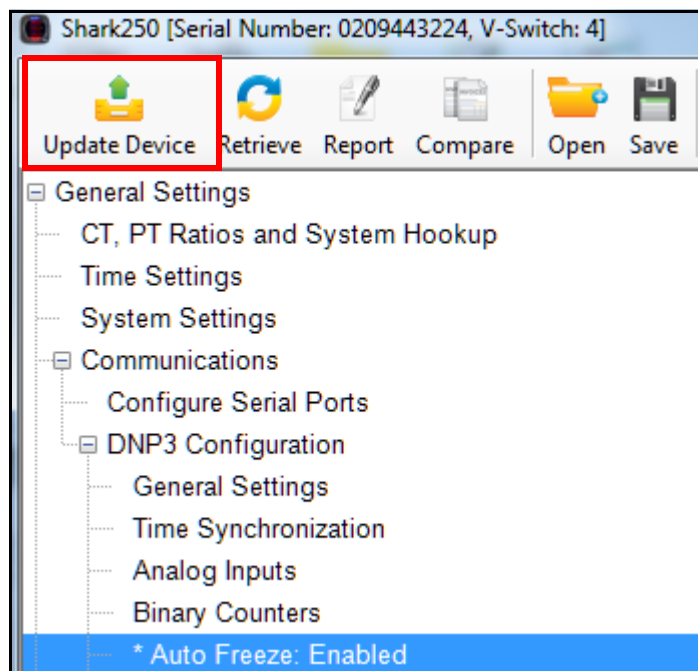 Shark250 [Serial Number: 0209443224, V-Switch: 4]
Update Device Retrieve Report Compare Open Save
General Settings
CT, PT Ratios and System Hookup
Time Settings
System Settings
Communications
Configure Serial Ports
DNP3 Configuration
General Settings
Time Synchronization
Analog Inputs
Binary Counters
* Auto Freeze: Enabled